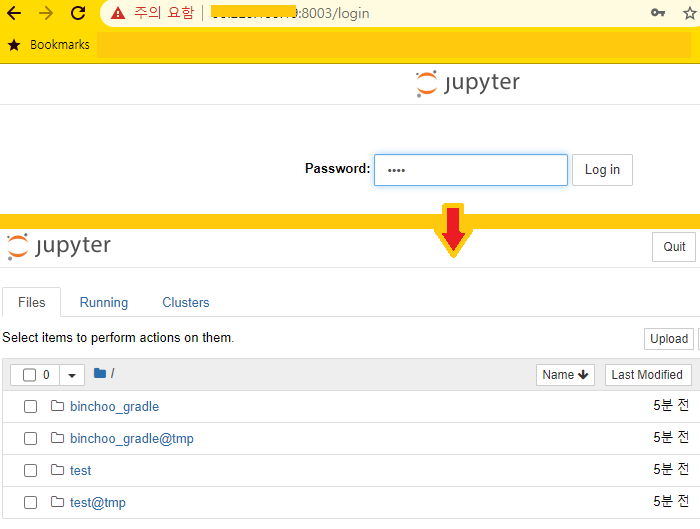 주의 요함 :8003/login
Bookmarks
jupyter
Password: •••• Log in
jupyter Quit
Files Running Clusters
Select items to perform actions on them. Upload
0 / Name Last Modified
binchoo_gradle 5분 전
binchoo_gradle@tmp 5분 전
test 5분 전
test@tmp 5분 전